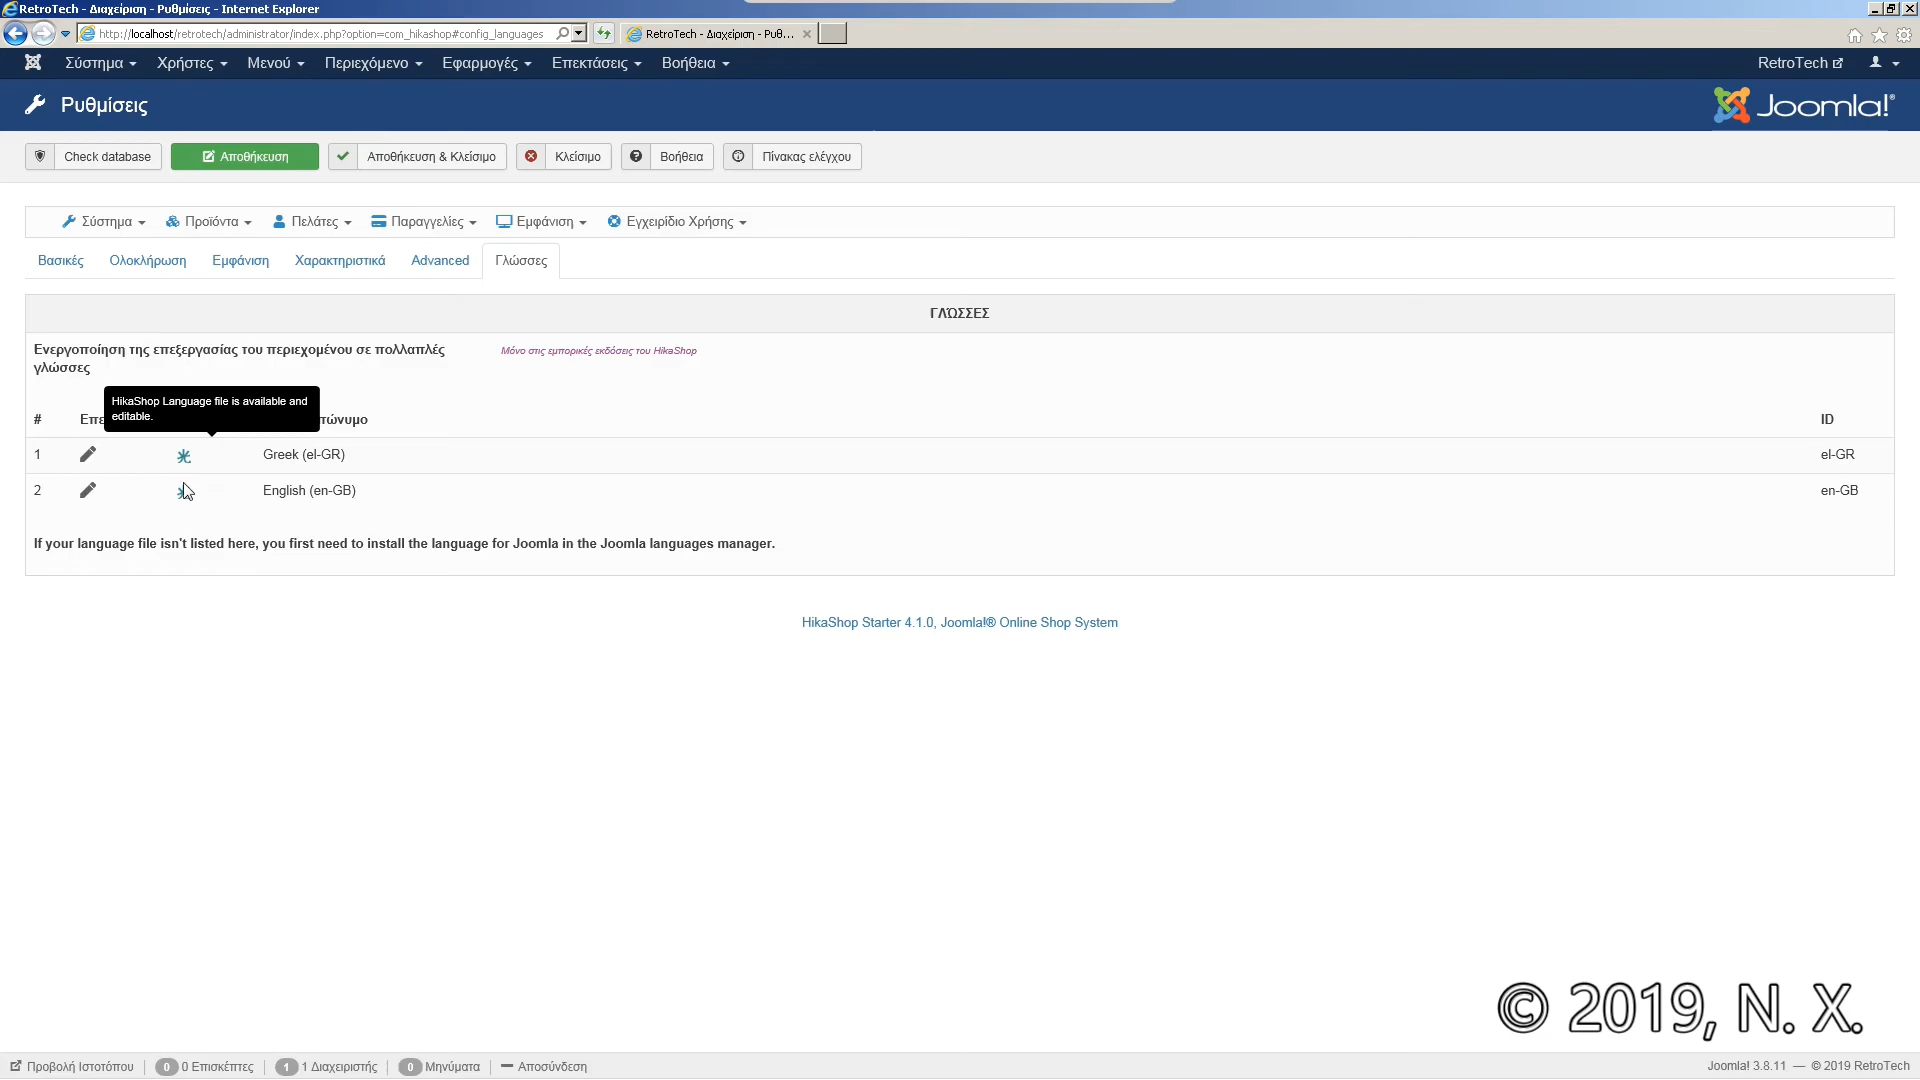 RetroTech - Διαχείριση - Ρυθμίσεις - Internet Explorer
http://localhost/retrotech/administrator/index.php?option=com_hikashop#config_languages
RetroTech - Διαχείριση - Ρυθ...
Σύστημα Χρήστες Μενού Περιεχόμενο Εφαρμογές Επεκτάσεις Βοήθεια RetroTech
Ρυθμίσεις Joomla!®
Check database Αποθήκευση Αποθήκευση & Κλείσιμο Κλείσιμο Βοήθεια Πίνακας ελέγχου
Σύστημα Προϊόντα Πελάτες Παραγγελίες Εμφάνιση Εγχειρίδιο Χρήσης
Βασικές Ολοκλήρωση Εμφάνιση Χαρακτηριστικά Advanced Γλώσσες
ΓΛΏΣΣΕΣ
Ενεργοποίηση της επεξεργασίας του περιεχομένου σε πολλαπλές
γλώσσες
Μόνο στις εμπορικές εκδόσεις του HikaShop
HikaShop Language file is available and
editable.
# Επε τώνυμο ID
1 Greek (el-GR) el-GR
2 English (en-GB) en-GB
If your language file isn't listed here, you first need to install the language for Joomla in the Joomla languages manager.
HikaShop Starter 4.1.0, Joomla!® Online Shop System
© 2019, N. X.
Προβολή Ιστοτόπου 0 0 Επισκέπτες 1 1 Διαχειριστής 0 Μηνύματα Αποσύνδεση Joomla! 3.8.11 — © 2019 RetroTech